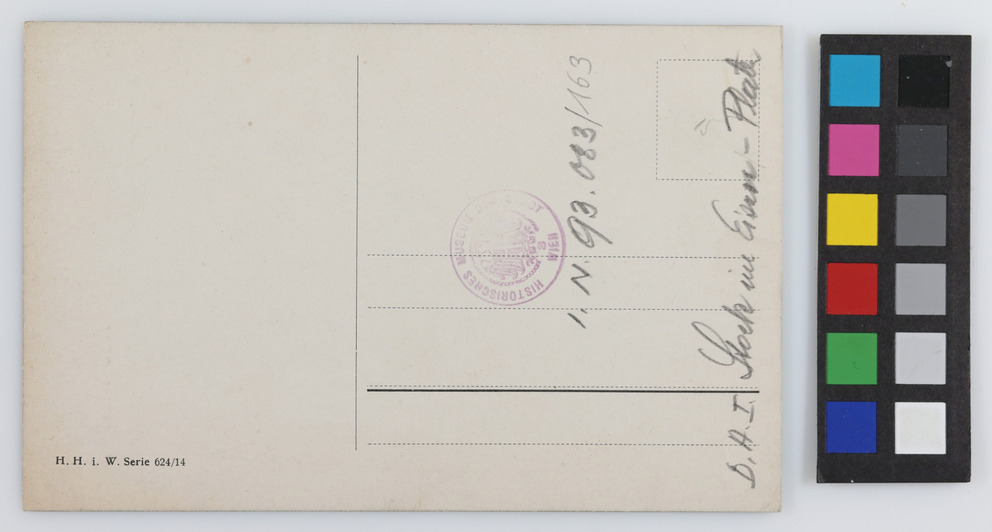 H. H. i. W. Serie 624/14
HISTORISCHES MUSEUM DER STADT WIEN
I. N. 93.083/163
D. A. I. Stock im Eisen - Platz